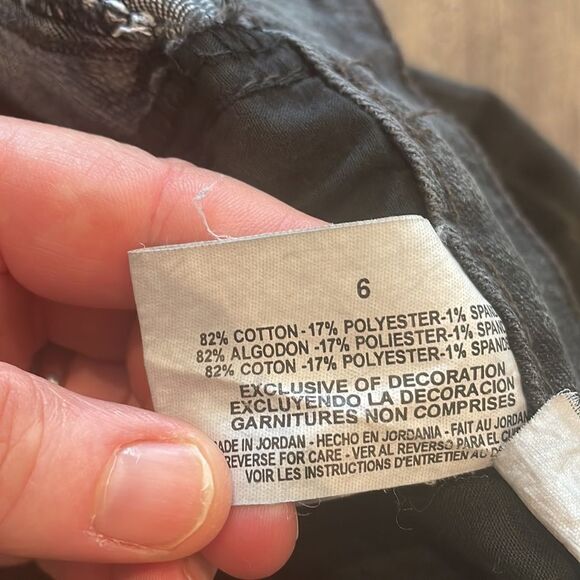 6
82% COTTON-17% POLYESTER-1%
82% ALGODON-17% POLIESTER-1%
82% COTON-17% POLYESTER-1%
EXCLUSIVE OF DECORATION
EXCLUYENDO LA DECORACION
GARNITURES NON COMPRISES
IN JORDAN - HECHO EN JORDANIA - FAIT AU JORDAN
REVERSE FOR CARE - VER AL REVERSO PARA EL
VOIR LES INSTRUCTIONS D'ENTRETIEN AU